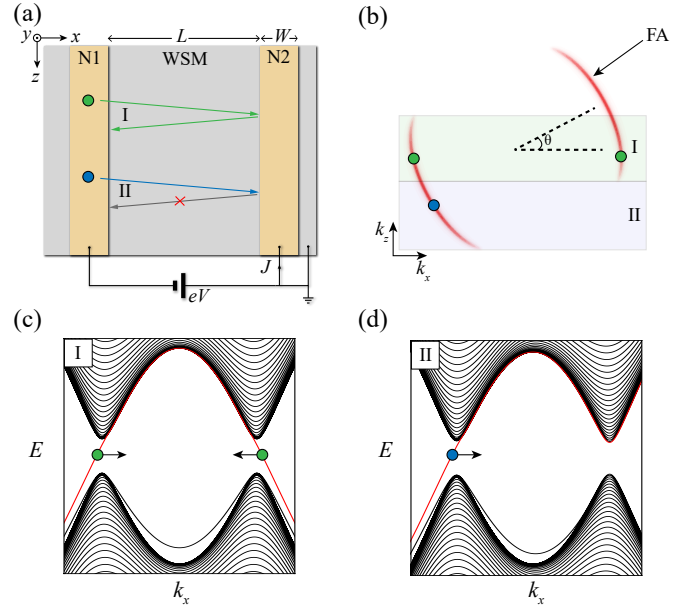 (a)
y
x
z
L
W
N1
WSM
N2
I
II
J
eV
(b)
FA
θ
I
II
k_z
k_x
(c)
I
E
k_x
(d)
II
E
k_x